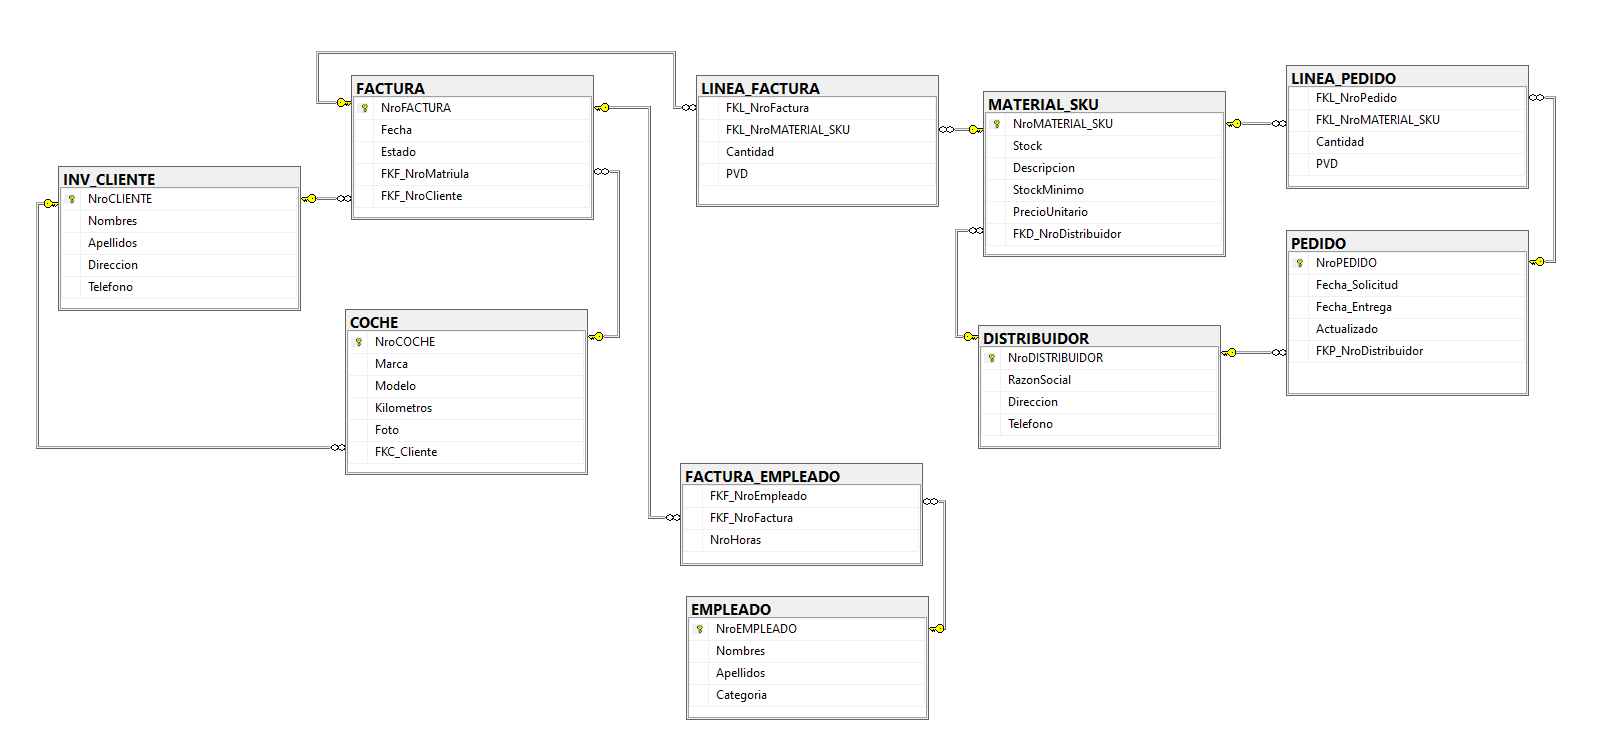 FACTURA
NroFACTURA
Fecha
Estado
FKF_NroMatriula
FKF_NroCliente
LINEA_FACTURA
FKL_NroFactura
FKL_NroMATERIAL_SKU
Cantidad
PVD
MATERIAL_SKU
NroMATERIAL_SKU
Stock
Descripcion
StockMinimo
PrecioUnitario
FKD_NroDistribuidor
LINEA_PEDIDO
FKL_NroPedido
FKL_NroMATERIAL_SKU
Cantidad
PVD
INV_CLIENTE
NroCLIENTE
Nombres
Apellidos
Direccion
Telefono
PEDIDO
NroPEDIDO
Fecha_Solicitud
Fecha_Entrega
Actualizado
FKP_NroDistribuidor
COCHE
NroCOCHE
Marca
Modelo
Kilometros
Foto
FKC_Cliente
DISTRIBUIDOR
NroDISTRIBUIDOR
RazonSocial
Direccion
Telefono
FACTURA_EMPLEADO
FKF_NroEmpleado
FKF_NroFactura
NroHoras
EMPLEADO
NroEMPLEADO
Nombres
Apellidos
Categoria